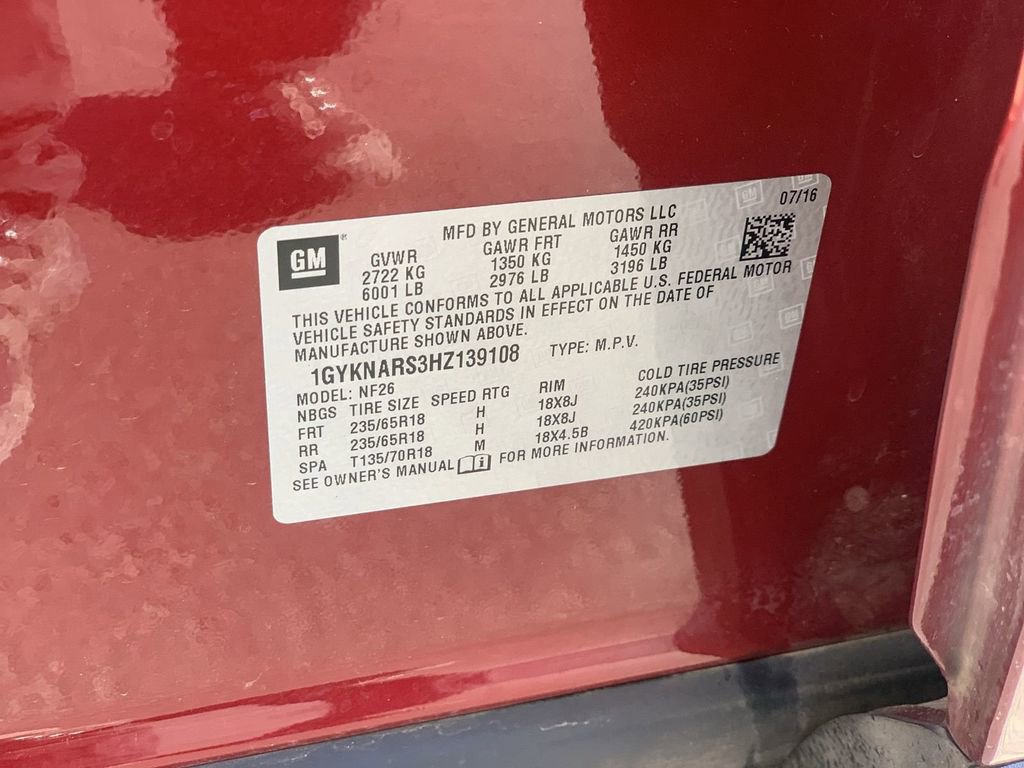 07/16
MFD BY GENERAL MOTORS LLC
GM®
GVWR GAWR FRT GAWR RR
2722 KG 1350 KG 1450 KG
6001 LB 2976 LB 3196 LB
THIS VEHICLE CONFORMS TO ALL APPLICABLE U.S. FEDERAL MOTOR
VEHICLE SAFETY STANDARDS IN EFFECT ON THE DATE OF
MANUFACTURE SHOWN ABOVE.
1GYKNARS3HZ139108 TYPE: M.P.V.
MODEL: NF26
NBGS TIRE SIZE SPEED RTG RIM COLD TIRE PRESSURE
FRT 235/65R18 H 18X8J 240KPA(35PSI)
RR 235/65R18 H 18X8J 240KPA(35PSI)
SPA T135/70R18 M 18X4.5B 420KPA(60PSI)
SEE OWNER'S MANUAL FOR MORE INFORMATION.